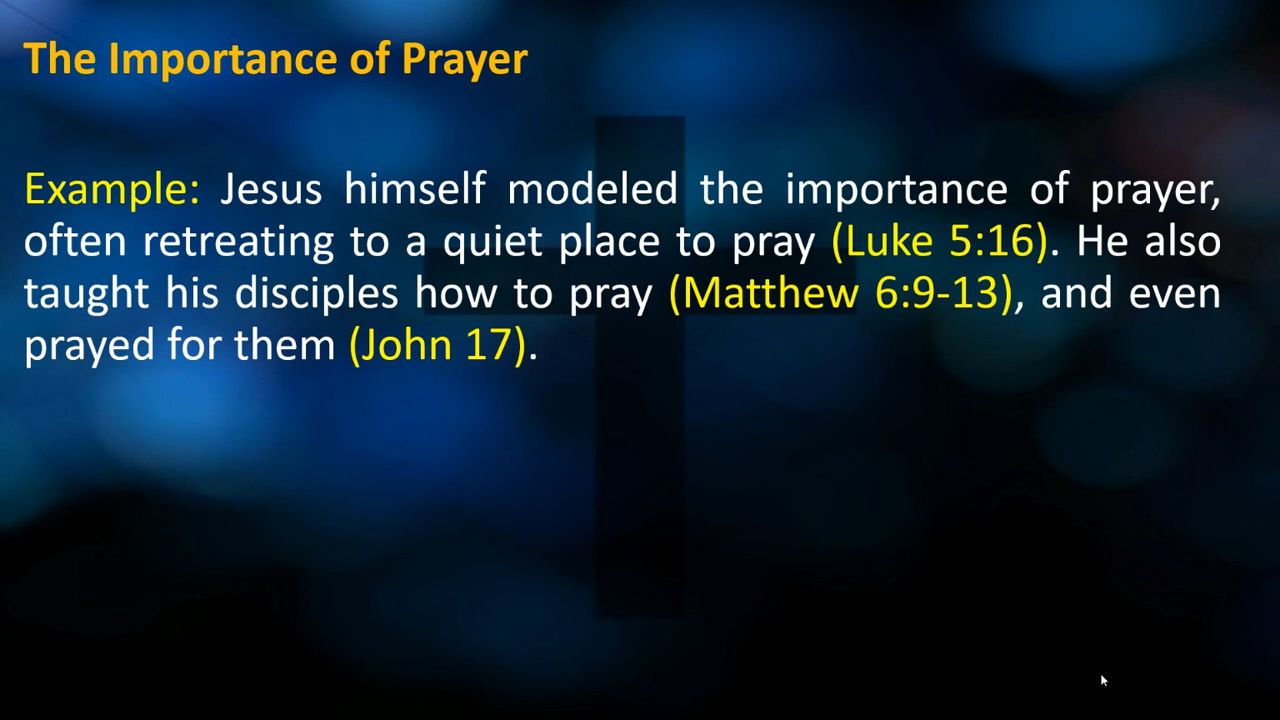 The Importance of Prayer
Example: Jesus himself modeled the importance of prayer,
often retreating to a quiet place to pray (Luke 5:16). He also
taught his disciples how to pray (Matthew 6:9-13), and even
prayed for them (John 17).